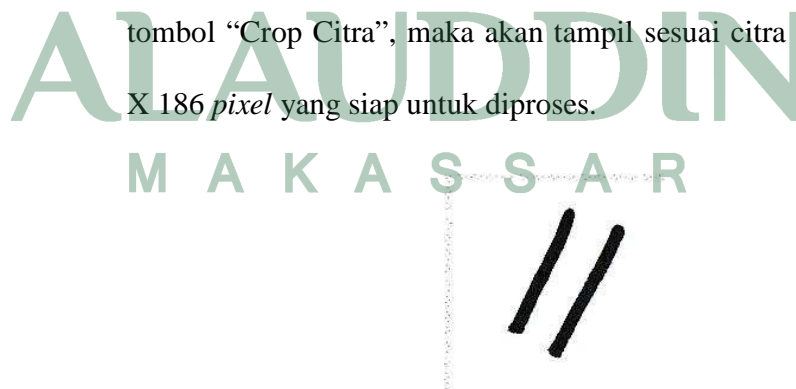 tombol “Crop Citra”, maka akan tampil sesuai citra
ALAUDDIN
X 186 pixel yang siap untuk diproses.
MAKASSAR